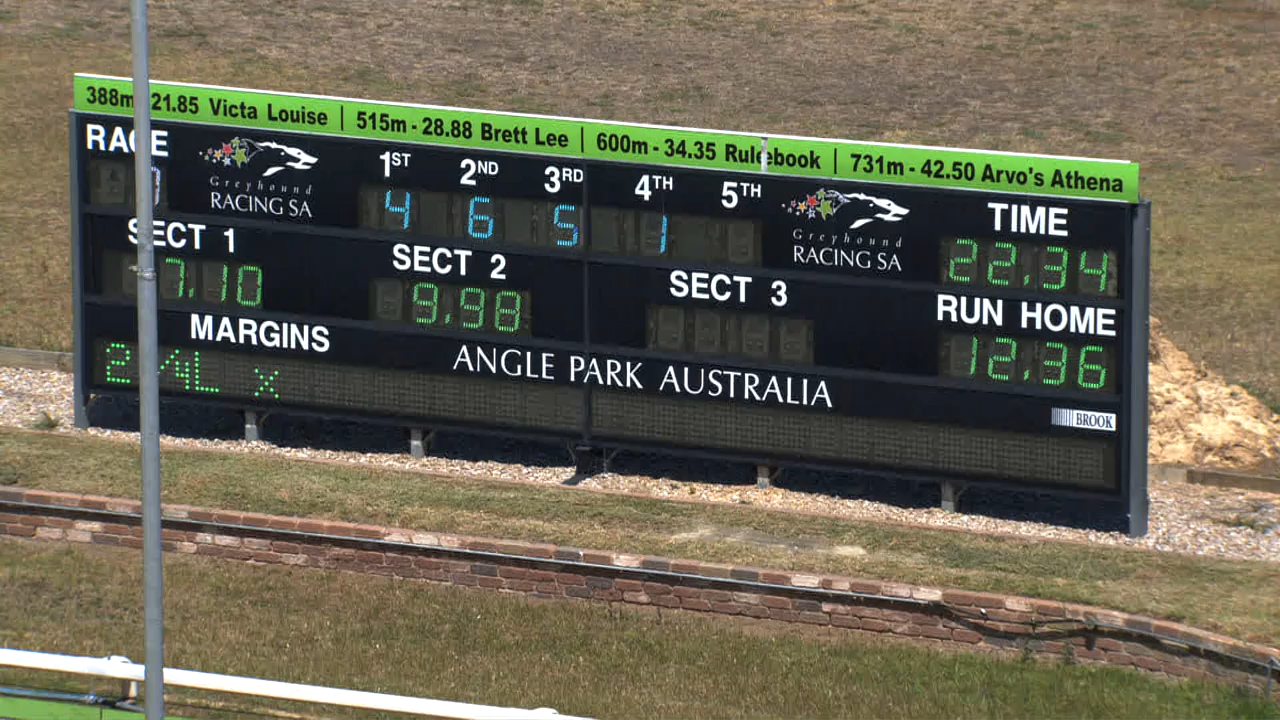 388m 21.85 Victa Louise | 515m - 28.88 Brett Lee | 600m - 34.35 Rulebook | 731m - 42.50 Arvo's Athena
RACE
Greyhound
RACING SA
1ST 2ND 3RD 4TH 5TH
4 6 5 1
Greyhound
RACING SA
TIME
22.34
SECT 1
7.10
SECT 2
9.98
SECT 3
RUN HOME
12.36
MARGINS
ANGLE PARK AUSTRALIA
BROOK